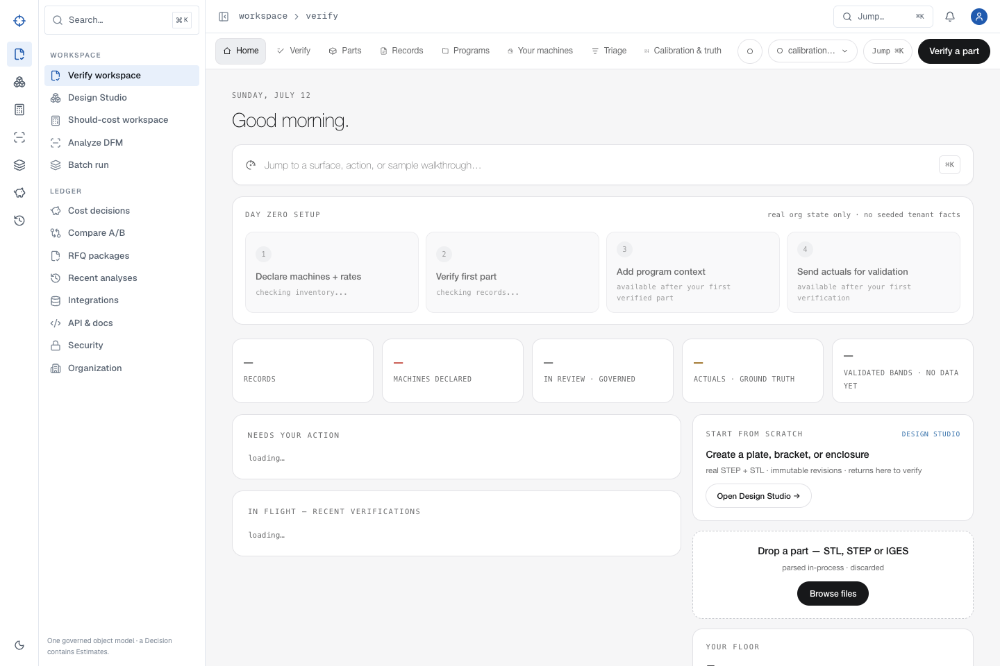 Search...
⌘ K
WORKSPACE
Verify workspace
Design Studio
Should-cost workspace
Analyze DFM
Batch run
LEDGER
Cost decisions
Compare A/B
RFQ packages
Recent analyses
Integrations
API & docs
Security
Organization
One governed object model · a Decision
contains Estimates.
workspace > verify
Jump...
⌘K
Home
Verify
Parts
Records
Programs
Your machines
Triage
Calibration & truth
calibration...
Jump ⌘K
Verify a part
SUNDAY, JULY 12
Good morning.
Jump to a surface, action, or sample walkthrough...
⌘K
DAY ZERO SETUP
real org state only · no seeded tenant facts
1
Declare machines + rates
checking inventory...
2
Verify first part
checking records...
3
Add program context
available after your first
verified part
4
Send actuals for validation
available after your first
verification
—
RECORDS
—
MACHINES DECLARED
—
IN REVIEW · GOVERNED
—
ACTUALS · GROUND TRUTH
—
VALIDATED BANDS · NO DATA
YET
NEEDS YOUR ACTION
loading…
IN FLIGHT — RECENT VERIFICATIONS
loading…
START FROM SCRATCH
DESIGN STUDIO
Create a plate, bracket, or enclosure
real STEP + STL · immutable revisions · returns here to verify
Open Design Studio →
Drop a part — STL, STEP or IGES
parsed in-process · discarded
Browse files
YOUR FLOOR